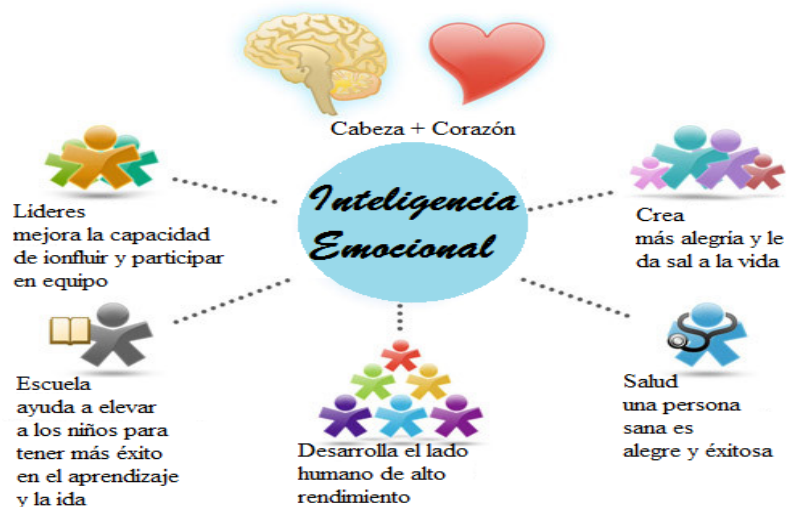 Cabeza + Corazón
Inteligencia
Emocional
Lideres
mejora la capacidad
de ionfluir y participar
en equipo
Crea
más alegría y le
da sal a la vida
Escuela
ayuda a elevar
a los niños para
tener más éxito
en el aprendizaje
y la ida
Desarrolla el lado
humano de alto
rendimiento
Salud
una persona
sana es
alegre y éxitosa